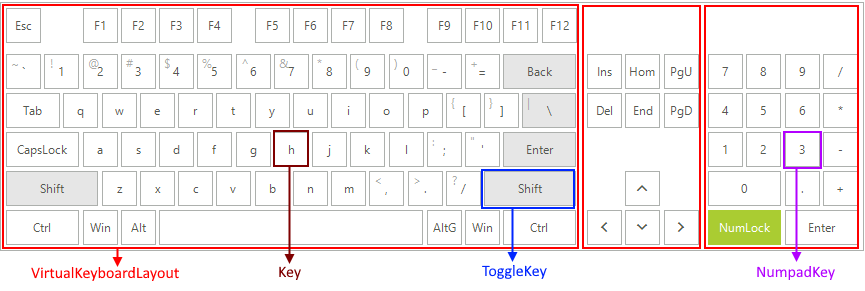 Esc F1 F2 F3 F4 F5 F6 F7 F8 F9 F10 F11 F12
~ ` ! 1 @ 2 # 3 $ 4 % 5 ^ 6 & 7 * 8 ( 9 ) 0 _ - + = Back Ins Hom PgU 7 8 9 /
Tab q w e r t y u i o p { [ } ] | \ Del End PgD 4 5 6 *
CapsLock a s d f g h j k l : ; " ' Enter 1 2 3 -
Shift z x c v b n m < , > . ? / Shift 0 . +
Ctrl Win Alt AltG Win Ctrl NumLock Enter
VirtualKeyboardLayout Key ToggleKey NumpadKey